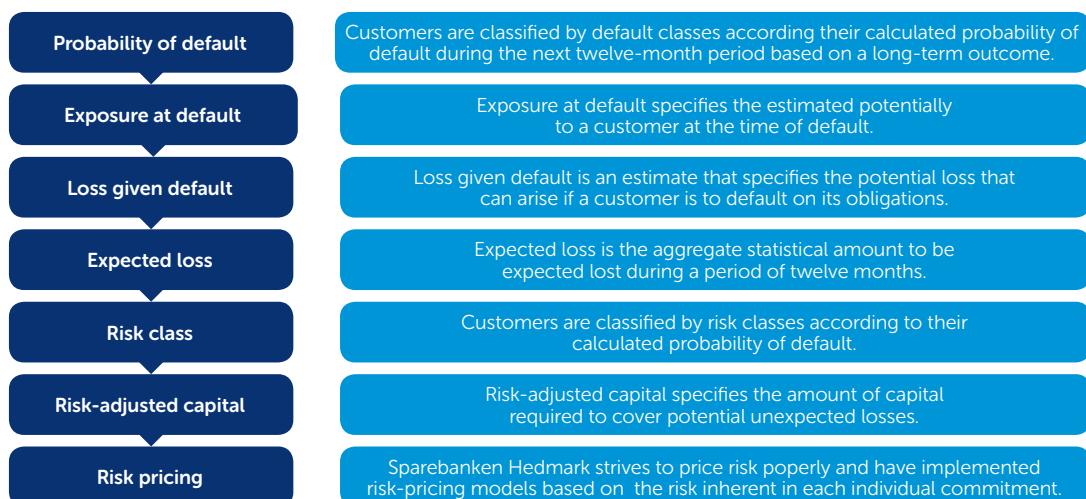 Probability of default
Customers are classified by default classes according their calculated probability of
default during the next twelve-month period based on a long-term outcome.
Exposure at default
Exposure at default specifies the estimated potentially
to a customer at the time of default.
Loss given default
Loss given default is an estimate that specifies the potential loss that
can arise if a customer is to default on its obligations.
Expected loss
Expected loss is the aggregate statistical amount to be
expected lost during a period of twelve months.
Risk class
Customers are classified by risk classes according to their
calculated probability of default.
Risk-adjusted capital
Risk-adjusted capital specifies the amount of capital
required to cover potential unexpected losses.
Risk pricing
Sparebanken Hedmark strives to price risk poperly and have implemented
risk-pricing models based on the risk inherent in each individual commitment.